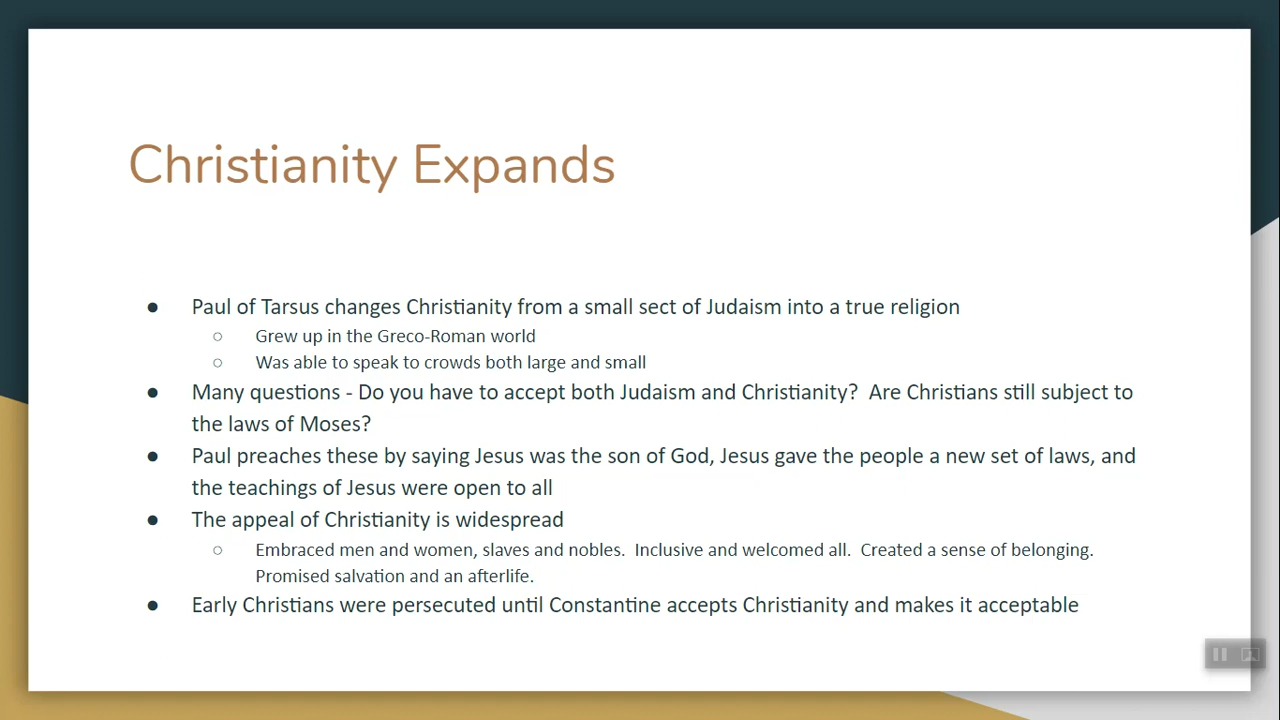 Christianity Expands
● Paul of Tarsus changes Christianity from a small sect of Judaism into a true religion
○ Grew up in the Greco-Roman world
○ Was able to speak to crowds both large and small
● Many questions - Do you have to accept both Judaism and Christianity?  Are Christians still subject to
the laws of Moses?
● Paul preaches these by saying Jesus was the son of God, Jesus gave the people a new set of laws, and
the teachings of Jesus were open to all
● The appeal of Christianity is widespread
○ Embraced men and women, slaves and nobles.  Inclusive and welcomed all.  Created a sense of belonging.
Promised salvation and an afterlife.
● Early Christians were persecuted until Constantine accepts Christianity and makes it acceptable